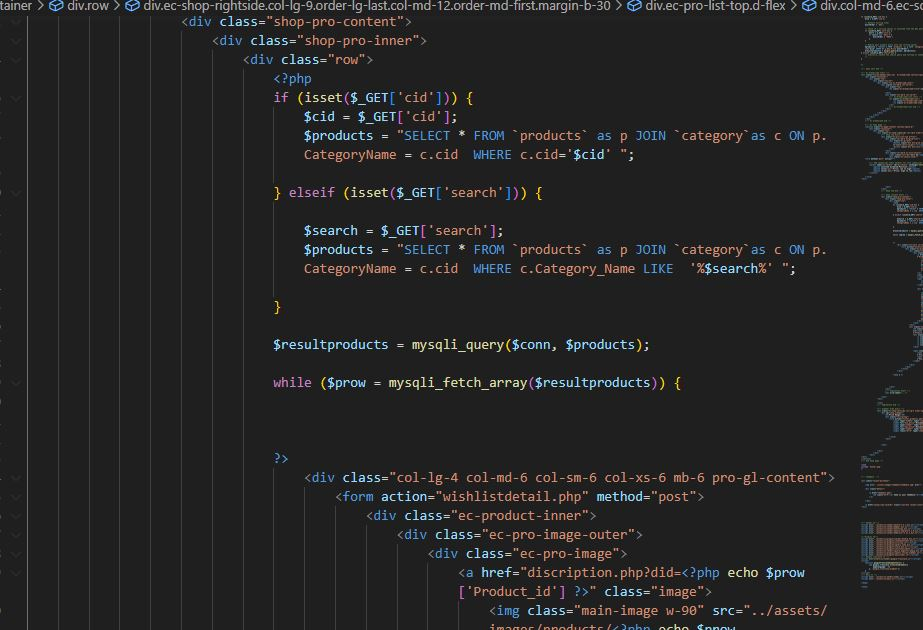 tainer > div.row > div.ec-shop-rightside.col-lg-9.order-lg-last.col-md-12.order-md-first.margin-b-30 > div.ec-pro-list-top.d-flex > div.col-md-6.ec-so
<div class="shop-pro-content">
<div class="shop-pro-inner">
<div class="row">
<?php
if (isset($_GET['cid'])) {
$cid = $_GET['cid'];
$products = "SELECT * FROM `products` as p JOIN `category`as c ON p.
CategoryName = c.cid  WHERE c.cid='$cid' ";
} elseif (isset($_GET['search'])) {
$search = $_GET['search'];
$products = "SELECT * FROM `products` as p JOIN `category`as c ON p.
CategoryName = c.cid  WHERE c.Category_Name LIKE  '%$search%' ";
}
$resultproducts = mysqli_query($conn, $products);
while ($prow = mysqli_fetch_array($resultproducts)) {
?>
<div class="col-lg-4 col-md-6 col-sm-6 col-xs-6 mb-6 pro-gl-content">
<form action="wishlistdetail.php" method="post">
<div class="ec-product-inner">
<div class="ec-pro-image-outer">
<div class="ec-pro-image">
<a href="discription.php?did=<?php echo $prow
['Product_id'] ?>" class="image">
<img class="main-image w-90" src="../assets/
images/products/<?php echo $prow